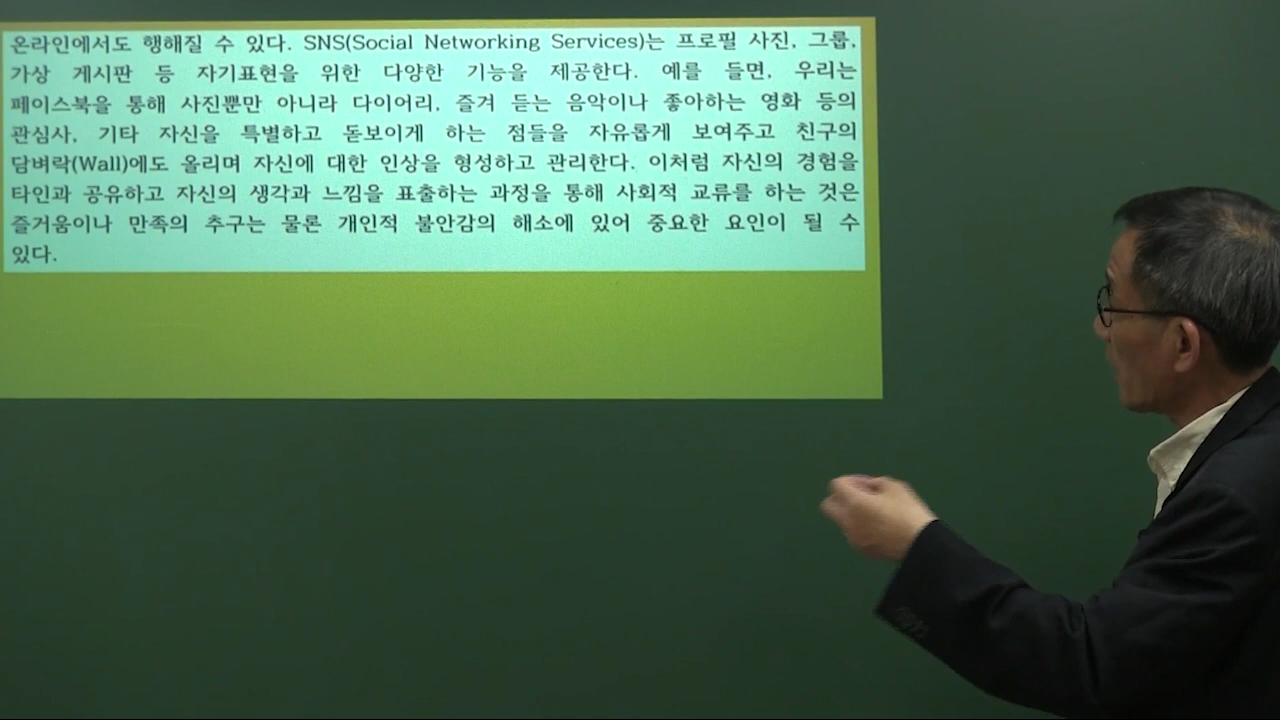 온라인에서도 행해질 수 있다. SNS(Social Networking Services)는 프로필 사진, 그룹,
가상 게시판 등 자기표현을 위한 다양한 기능을 제공한다. 예를 들면, 우리는
페이스북을 통해 사진뿐만 아니라 다이어리, 즐겨 듣는 음악이나 좋아하는 영화 등의
관심사, 기타 자신을 특별하고 돋보이게 하는 점들을 자유롭게 보여주고 친구의
담벼락(Wall)에도 올리며 자신에 대한 인상을 형성하고 관리한다. 이처럼 자신의 경험을
타인과 공유하고 자신의 생각과 느낌을 표출하는 과정을 통해 사회적 교류를 하는 것은
즐거움이나 만족의 추구는 물론 개인적 불안감의 해소에 있어 중요한 요인이 될 수
있다.